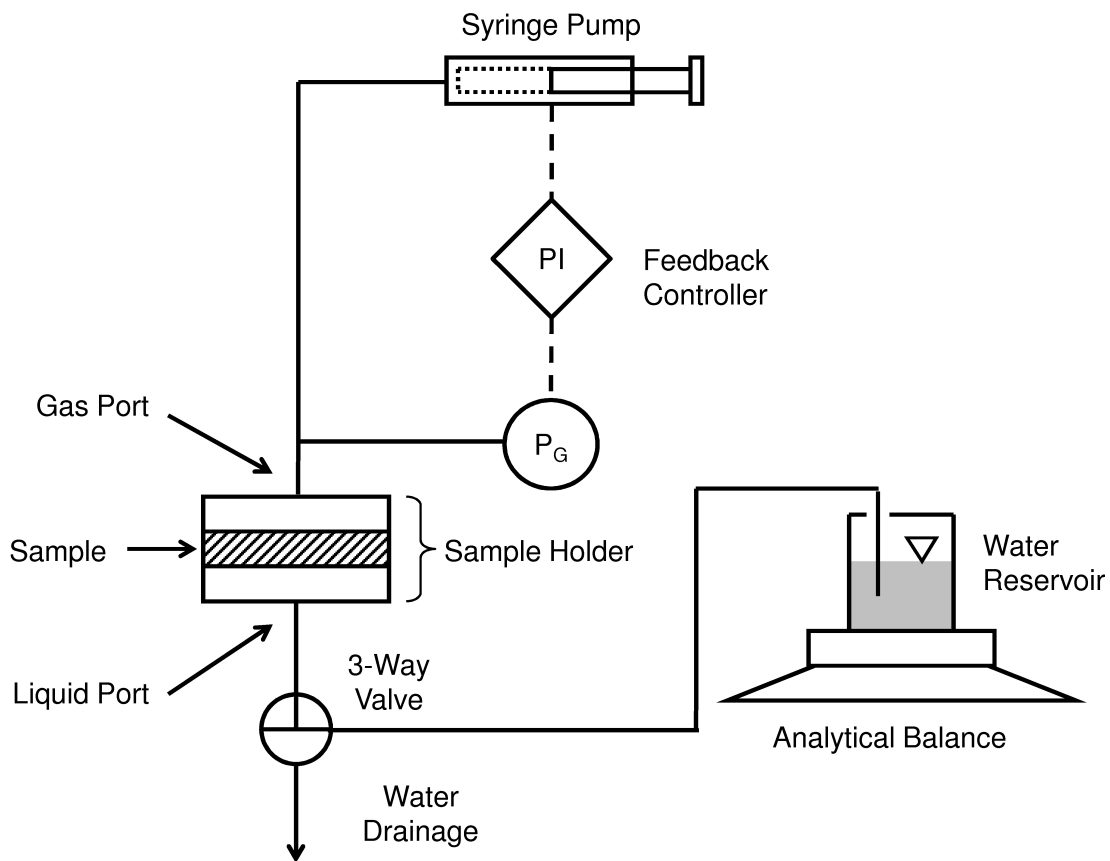 Syringe Pump
PI
Feedback
Controller
Gas Port
PG
Sample
Sample Holder
Water
Reservoir
Liquid Port
3-Way
Valve
Analytical Balance
Water
Drainage